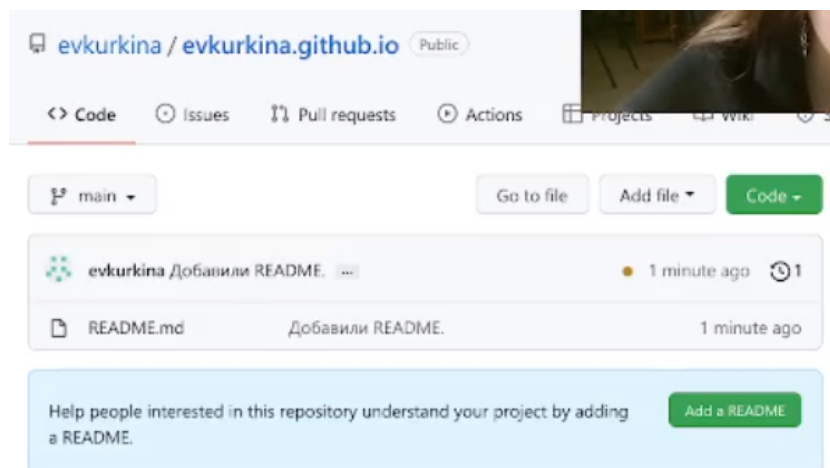 evkurkina / evkurkina.github.io Public
Code Issues Pull requests Actions Projects Wiki
main Go to file Add file Code
evkurkina Добавили README. ... 1 minute ago 1
README.md Добавили README. 1 minute ago
Help people interested in this repository understand your project by adding
a README.
Add a README